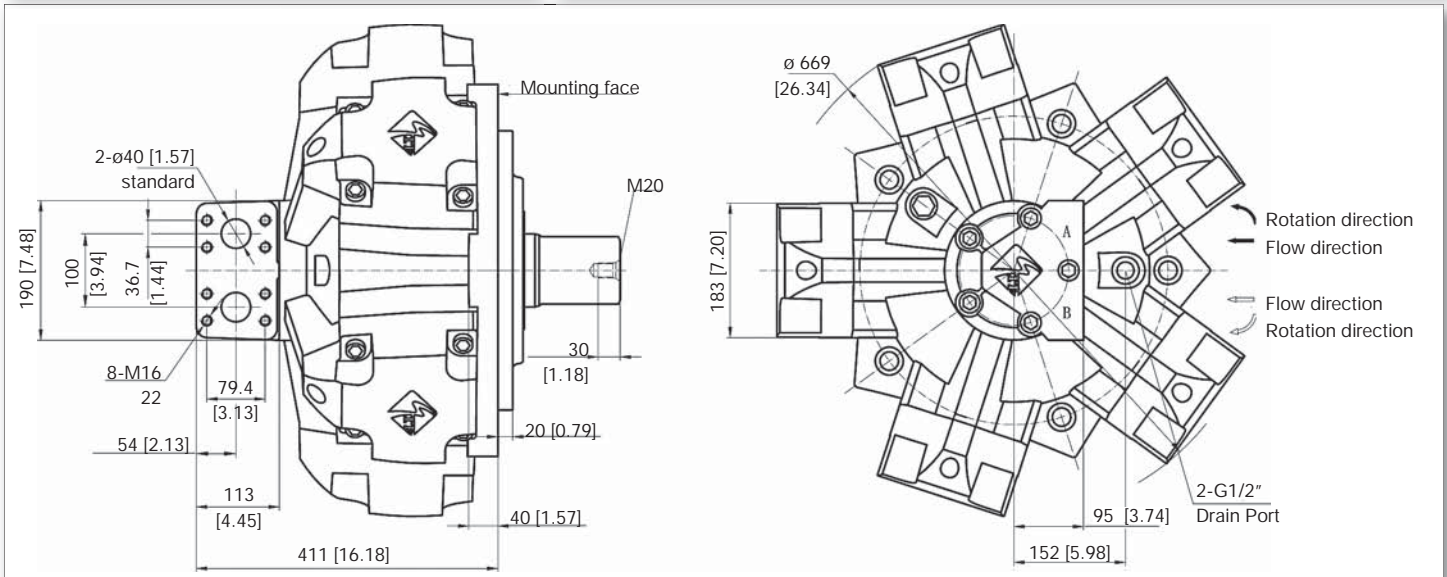 Mounting face
2-ø40 [1.57]
standard
M20
190 [7.48]
100
[3.94]
36.7
[1.44]
8-M16
22
79.4
[3.13]
30
[1.18]
20 [0.79]
54 [2.13]
113
[4.45]
40 [1.57]
411 [16.18]
ø 669
[26.34]
183 [7.20]
A
B
Rotation direction
Flow direction
Flow direction
Rotation direction
2-G1/2"
Drain Port
95 [3.74]
152 [5.98]